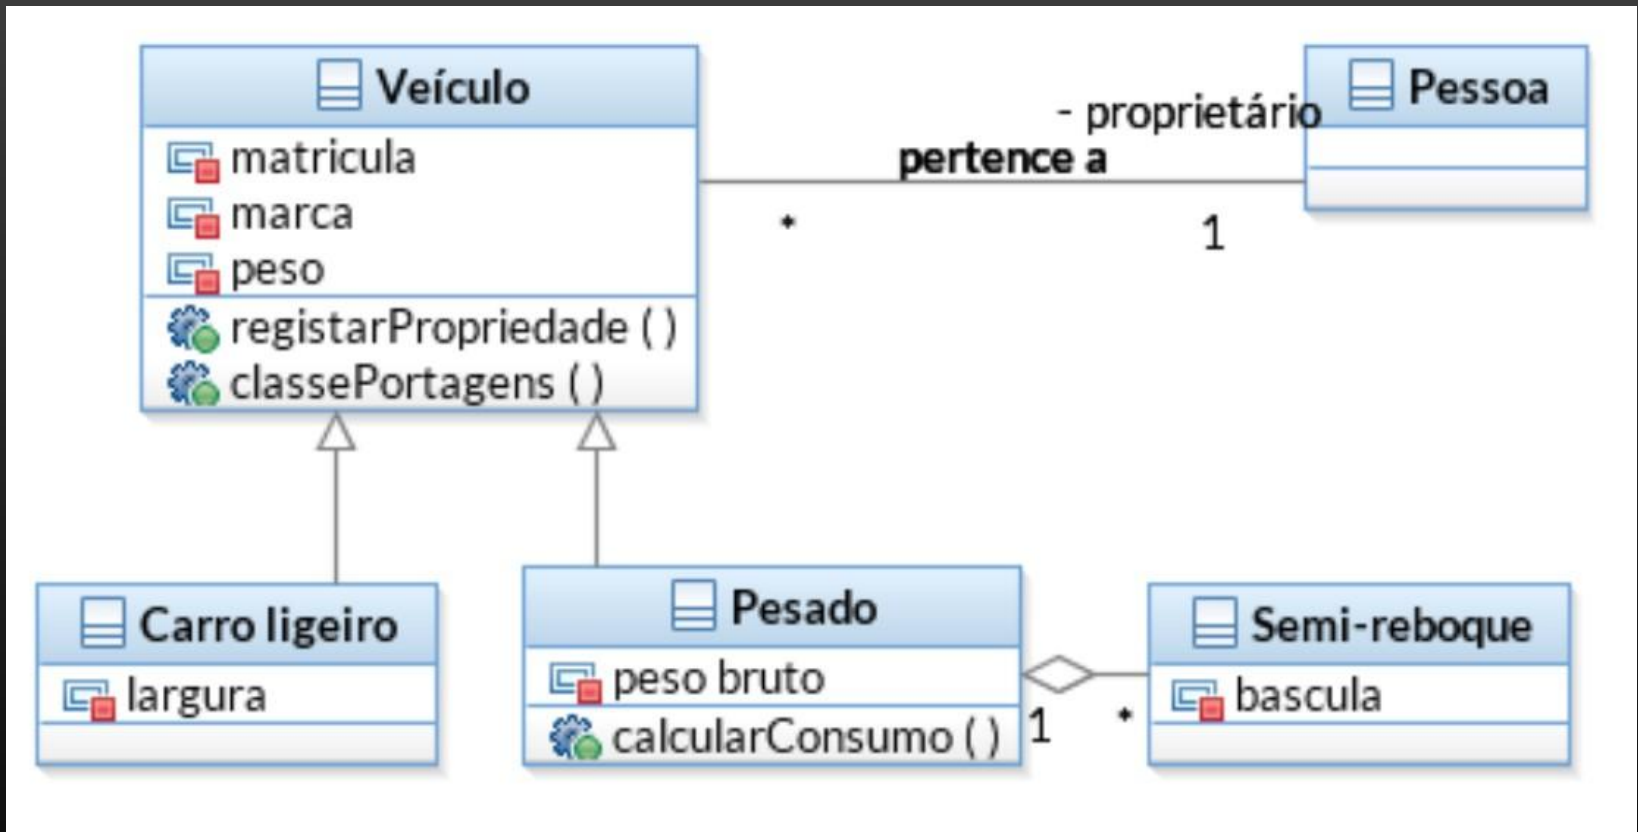 Veículo
matricula
marca
peso
registarPropriedade ( )
classePortagens ( )
- proprietário
pertence a
*
1
Pessoa
Carro ligeiro
largura
Pesado
peso bruto
calcularConsumo ( )
1
*
Semi-reboque
bascula